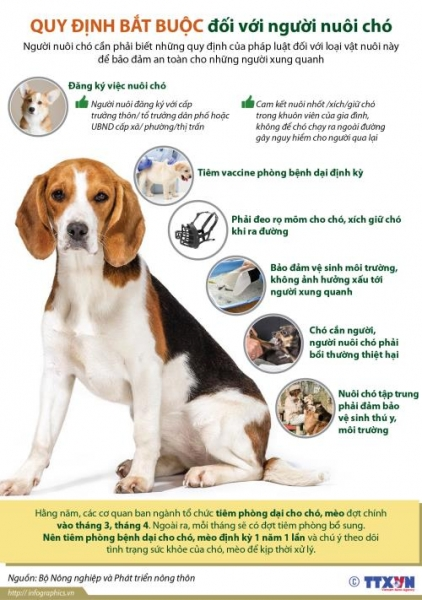 QUY ĐỊNH BẮT BUỘC đối với người nuôi chó
Người nuôi chó cần phải biết những quy định của pháp luật đối với loại vật nuôi này
để bảo đảm an toàn cho những người xung quanh
Đăng ký việc nuôi chó
Người nuôi đăng ký với cấp
trưởng thôn/ tổ trưởng dân phố hoặc
UBND cấp xã/ phường/thị trấn
Cam kết nuôi nhốt /xích/giữ chó
trong khuôn viên của gia đình,
không để chó chạy ra ngoài đường
gây nguy hiểm cho người qua lại
Tiêm vaccine phòng bệnh dại định kỳ
Phải đeo rọ mõm cho chó, xích giữ chó
khi ra đường
Bảo đảm vệ sinh môi trường,
không ảnh hưởng xấu tới
người xung quanh
Chó cắn người,
người nuôi chó phải
bồi thường thiệt hại
Nuôi chó tập trung
phải đảm bảo
vệ sinh thú y,
môi trường
Hằng năm, các cơ quan ban ngành tổ chức tiêm phòng dại cho chó, mèo đợt chính
vào tháng 3, tháng 4. Ngoài ra, mỗi tháng sẽ có đợt tiêm phòng bổ sung.
Nên tiêm phòng bệnh dại cho chó, mèo định kỳ 1 năm 1 lần và chú ý theo dõi
tình trạng sức khỏe của chó, mèo để kịp thời xử lý.
Nguồn: Bộ Nông nghiệp và Phát triển nông thôn
© TTXVN
http:// infographics.vn